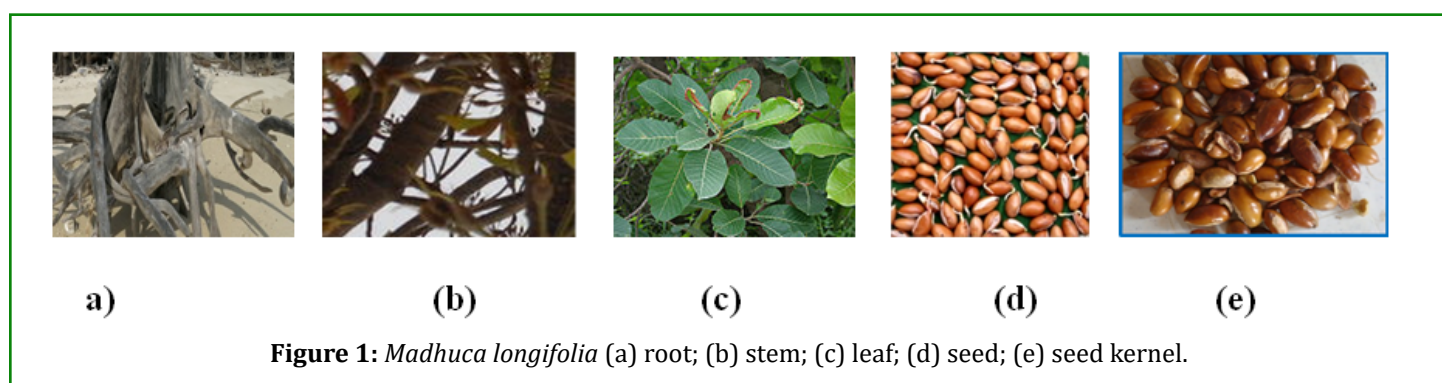 a) (b) (c) (d) (e)
Figure 1: Madhuca longifolia (a) root; (b) stem; (c) leaf; (d) seed; (e) seed kernel.